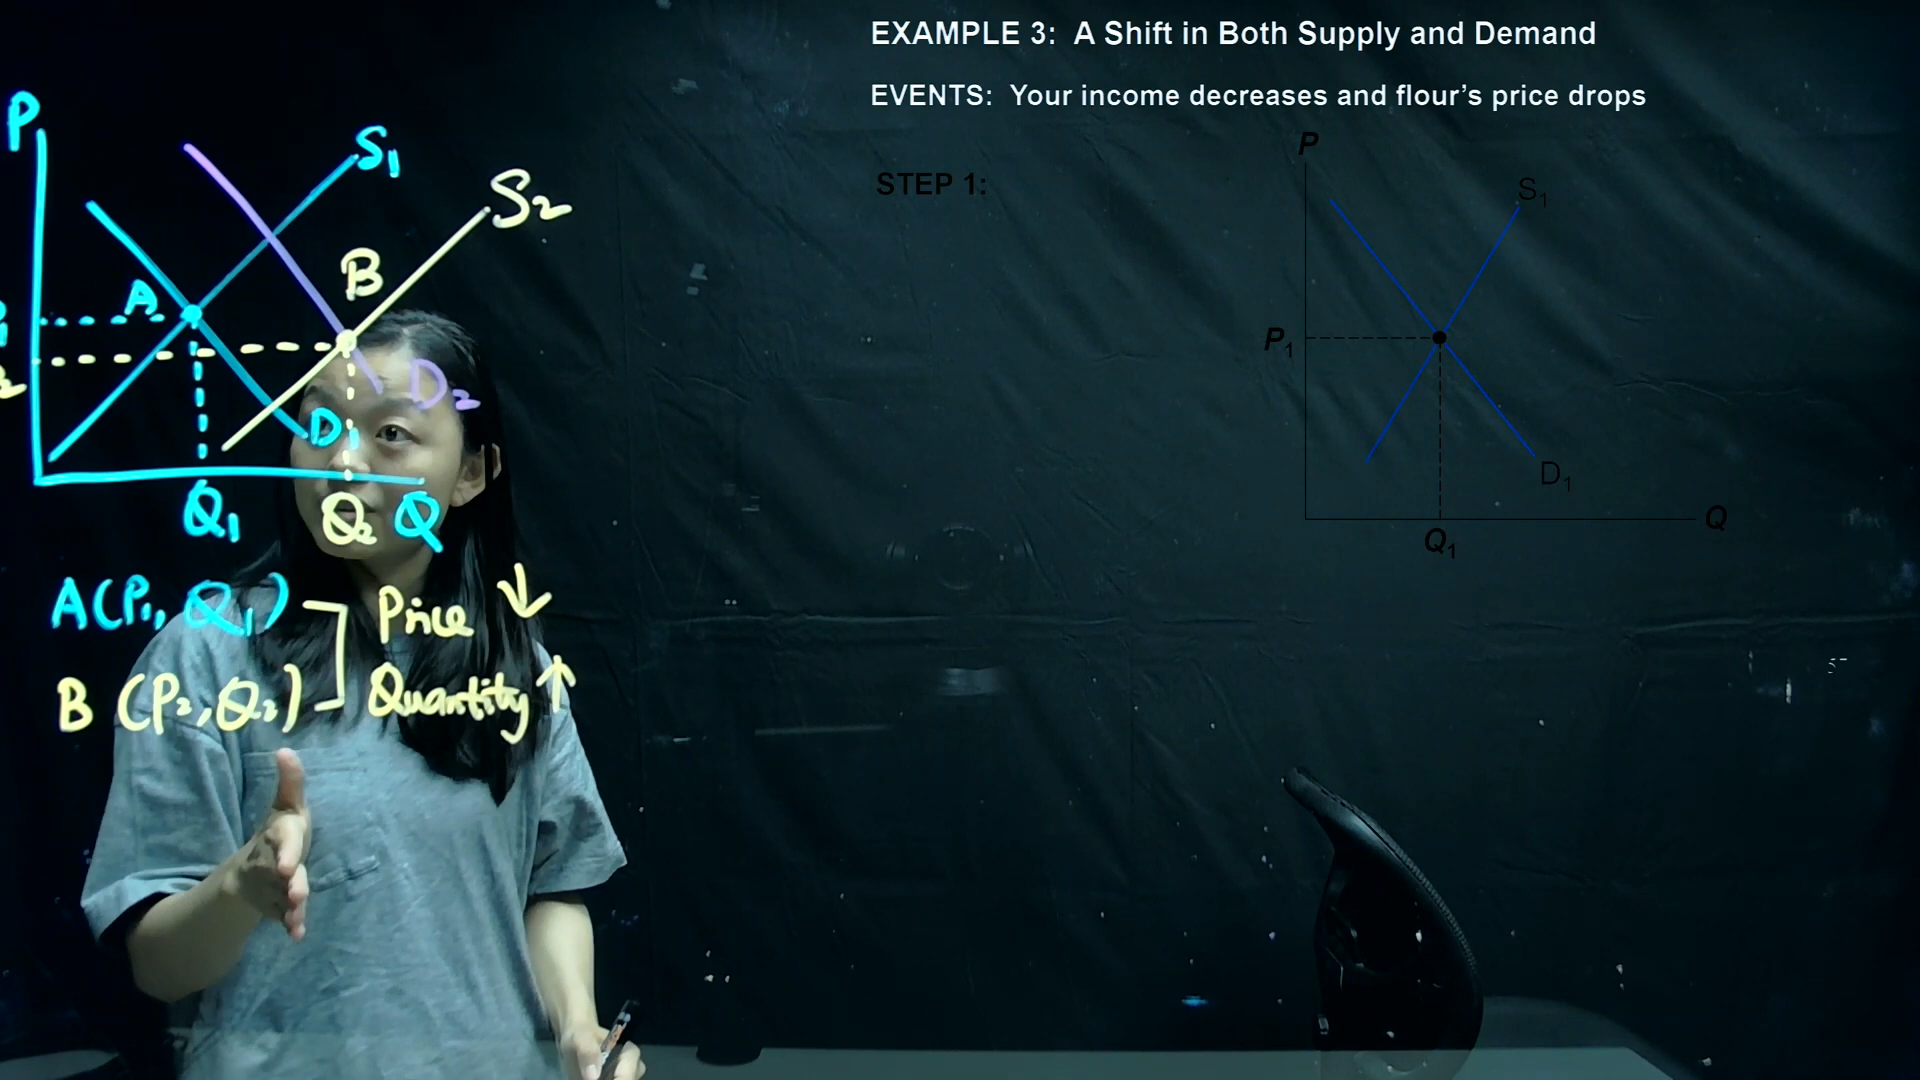 EXAMPLE 3: A Shift in Both Supply and Demand
EVENTS: Your income decreases and flour’s price drops
STEP 1:
P
S1
P1
D1
Q
Q1
P
S1
S2
B
A
D2
D1
Q1
Q2
Q
A(P1, Q1)
Price ↓
B (P2, Q2)
Quantity ↑